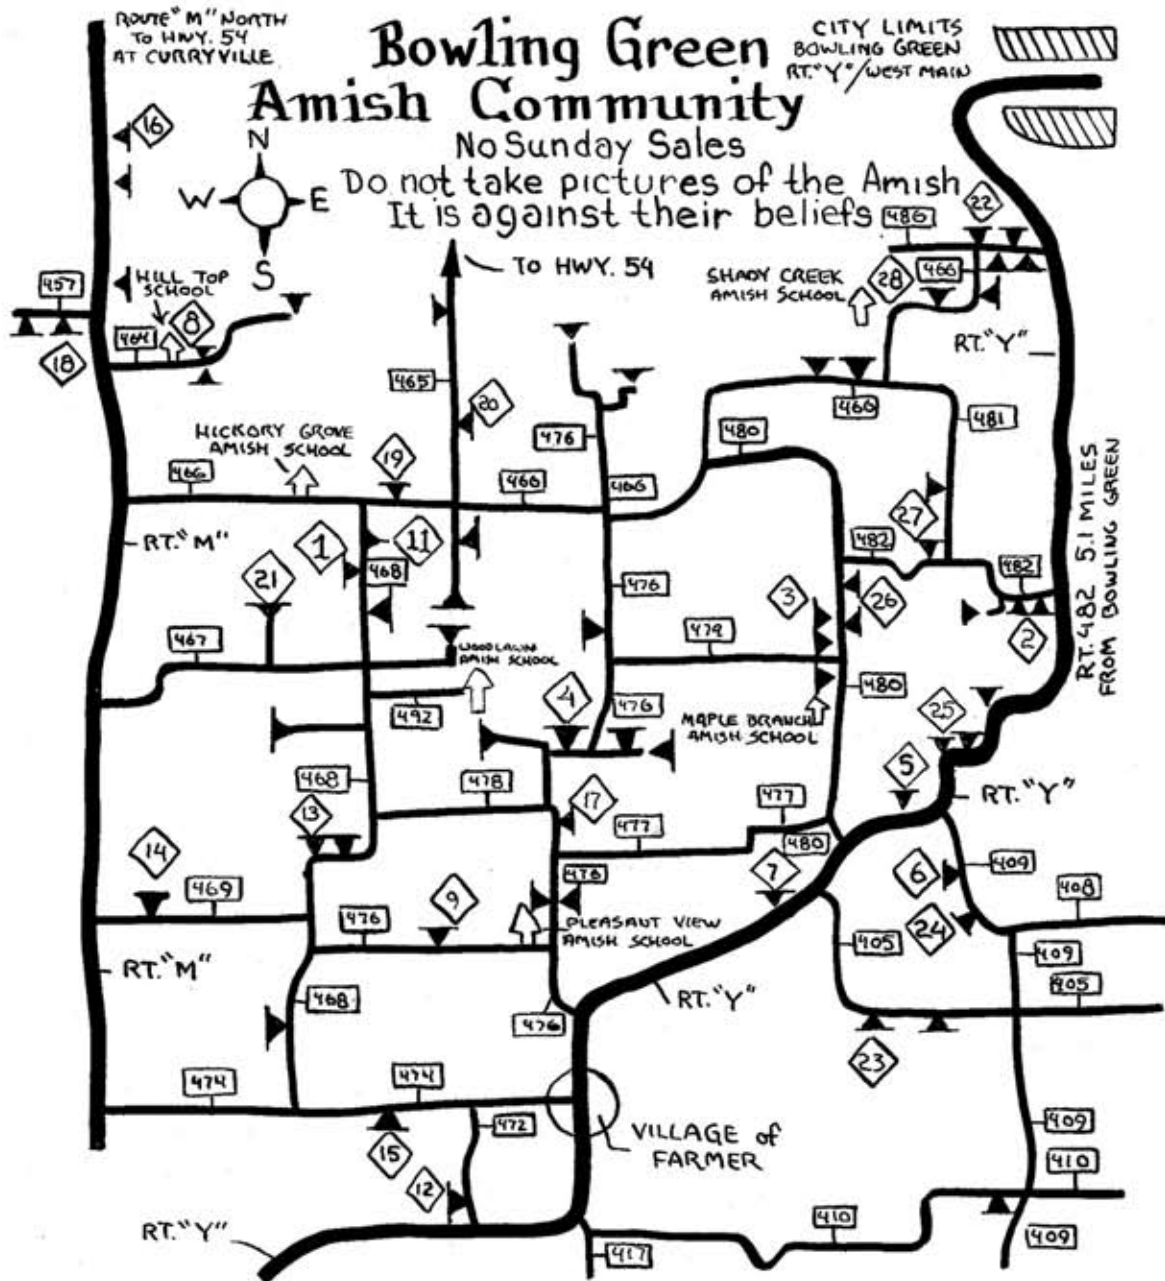 ROUTE "M" NORTH
TO HWY. 54
AT CURRYVILLE
Bowling Green
Amish Community
CITY LIMITS
BOWLING GREEN
RT. "Y"/WEST MAIN
No Sunday Sales
Do not take pictures of the Amish
It is against their beliefs
16
N
W E
S
22
486
TO HWY. 54
SHADY CREEK
AMISH SCHOOL
28
466
457
HILL TOP
SCHOOL
8
464
18
RT. "Y"
465
20
466
481
476
480
HICKORY GROVE
AMISH SCHOOL
19
466
466
466
RT. 482 5.1 MILES
FROM BOWLING GREEN
27
RT. "M"
1
11
468
21
476
482
482
3
26
2
467
479
WOODLAWN
AMISH SCHOOL
492
4
476
480
MAPLE BRANCH
AMISH SCHOOL
25
5
468
478
17
477
RT. "Y"
13
477
480
14
7
6
409
469
476
9
476
408
24
PLEASANT VIEW
AMISH SCHOOL
405
409
RT. "M"
468
RT. "Y"
405
476
23
474
474
472
VILLAGE of
FARMER
409
15
12
410
RT. "Y"
410
417
409